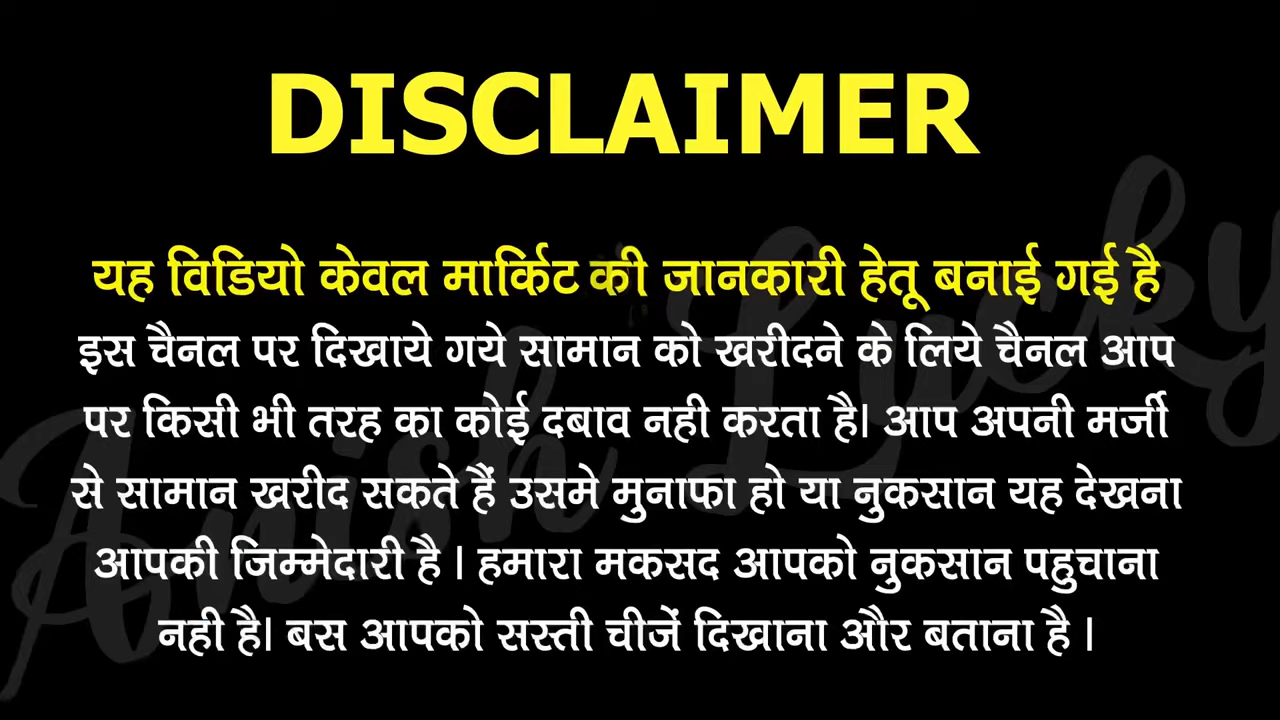 DISCLAIMER
यह विडियो केवल मार्किट की जानकारी हेतू बनाई गई है
इस चैनल पर दिखाये गये सामान को खरीदने के लिये चैनल आप
पर किसी भी तरह का कोई दबाव नही करता है। आप अपनी मर्जी
से सामान खरीद सकते हैं उसमे मुनाफा हो या नुकसान यह देखना
आपकी जिम्मेदारी है । हमारा मकसद आपको नुकसान पहुचाना
नही है। बस आपको सस्ती चीजें दिखाना और बताना है ।
Anish Lucky